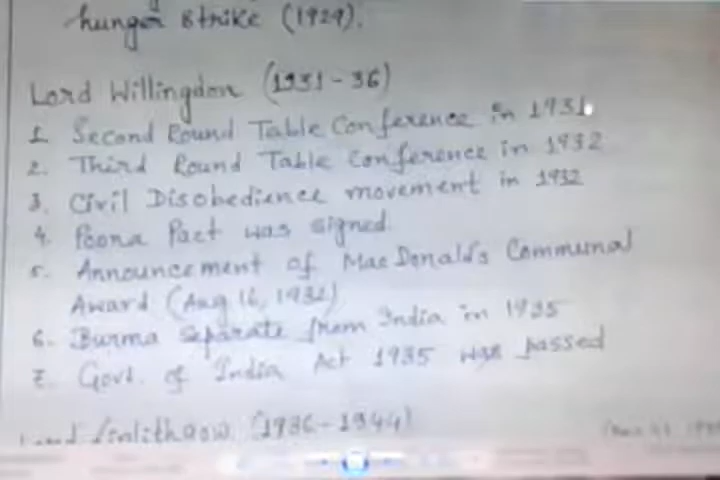 hunger strike (1929).
Lord Willingdon (1931-36)
1. Second Round Table Conference in 1931
2. Third Round Table Conference in 1932
3. Civil Disobedience movement in 1932
4. Poona Pact was signed.
5. Announcement of MacDonald's Communal
Award (Aug 16, 1932)
6. Burma Separate from India in 1935
7. Govt. of India Act 1935 was passed
Lord Linlithgow (1936-1944)